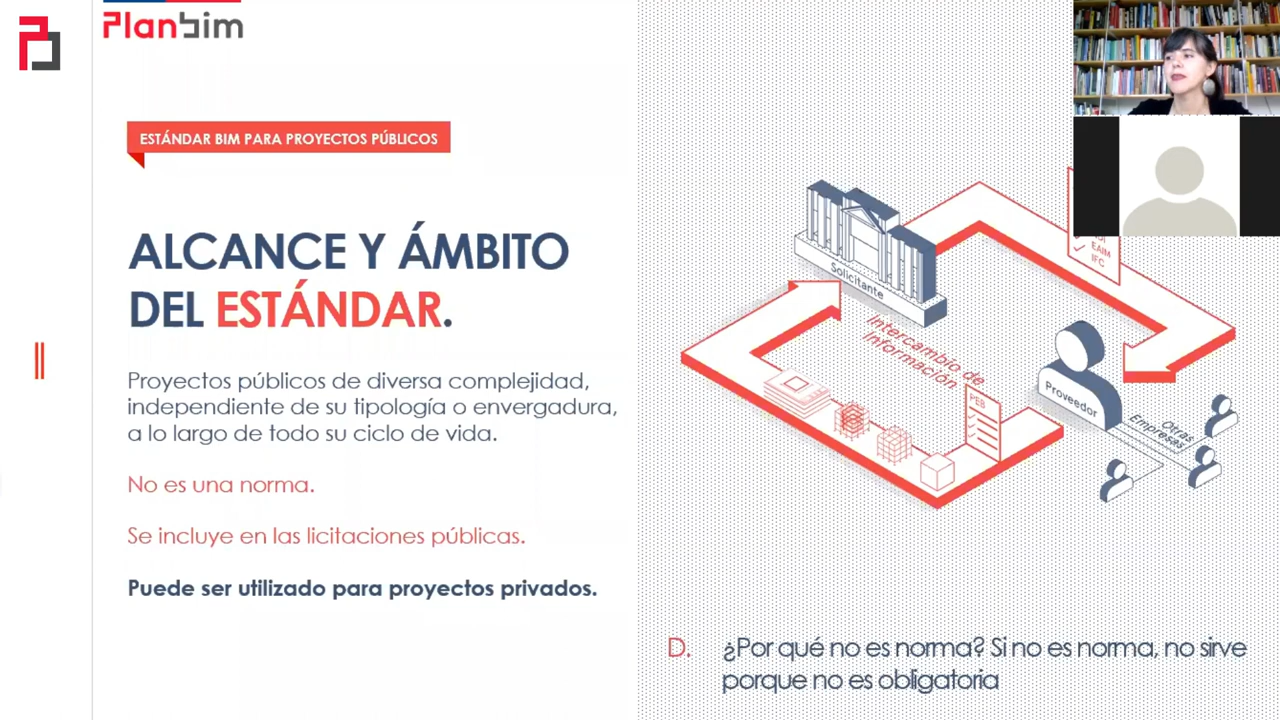 Planbim
ESTÁNDAR BIM PARA PROYECTOS PÚBLICOS
ALCANCE Y ÁMBITO
DEL ESTÁNDAR.
Proyectos públicos de diversa complejidad,
independiente de su tipología o envergadura,
a lo largo de todo su ciclo de vida.
No es una norma.
Se incluye en las licitaciones públicas.
Puede ser utilizado para proyectos privados.
Solicitante
Intercambio de
Información
EAIM
IFC
PEB
Proveedor
Otras
Empresas
D. ¿Por qué no es norma? Si no es norma, no sirve
porque no es obligatoria